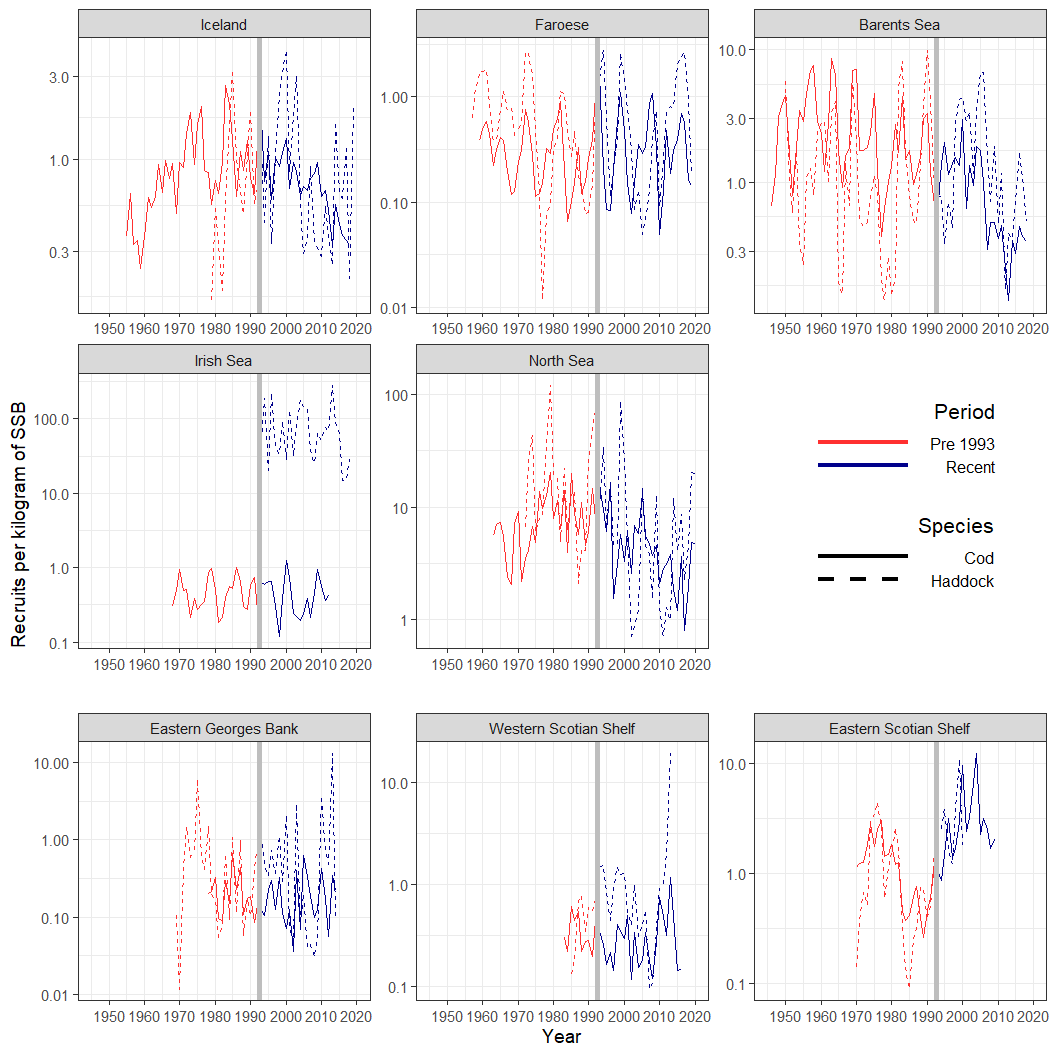 Iceland
Faroese
Barents Sea
3.0
1.0
0.3
1.00
0.10
0.01
10.0
3.0
1.0
0.3
1950 1960 1970 1980 1990 2000 2010 2020
1950 1960 1970 1980 1990 2000 2010 2020
1950 1960 1970 1980 1990 2000 2010 2020
Irish Sea
North Sea
100.0
10.0
1.0
0.1
100
10
1
1950 1960 1970 1980 1990 2000 2010 2020
1950 1960 1970 1980 1990 2000 2010 2020
Period
Pre 1993
Recent
Species
Cod
Haddock
Recruits per kilogram of SSB
Eastern Georges Bank
Western Scotian Shelf
Eastern Scotian Shelf
10.00
1.00
0.10
0.01
10.0
1.0
0.1
10.0
1.0
0.1
1950 1960 1970 1980 1990 2000 2010 2020
1950 1960 1970 1980 1990 2000 2010 2020
1950 1960 1970 1980 1990 2000 2010 2020
Year